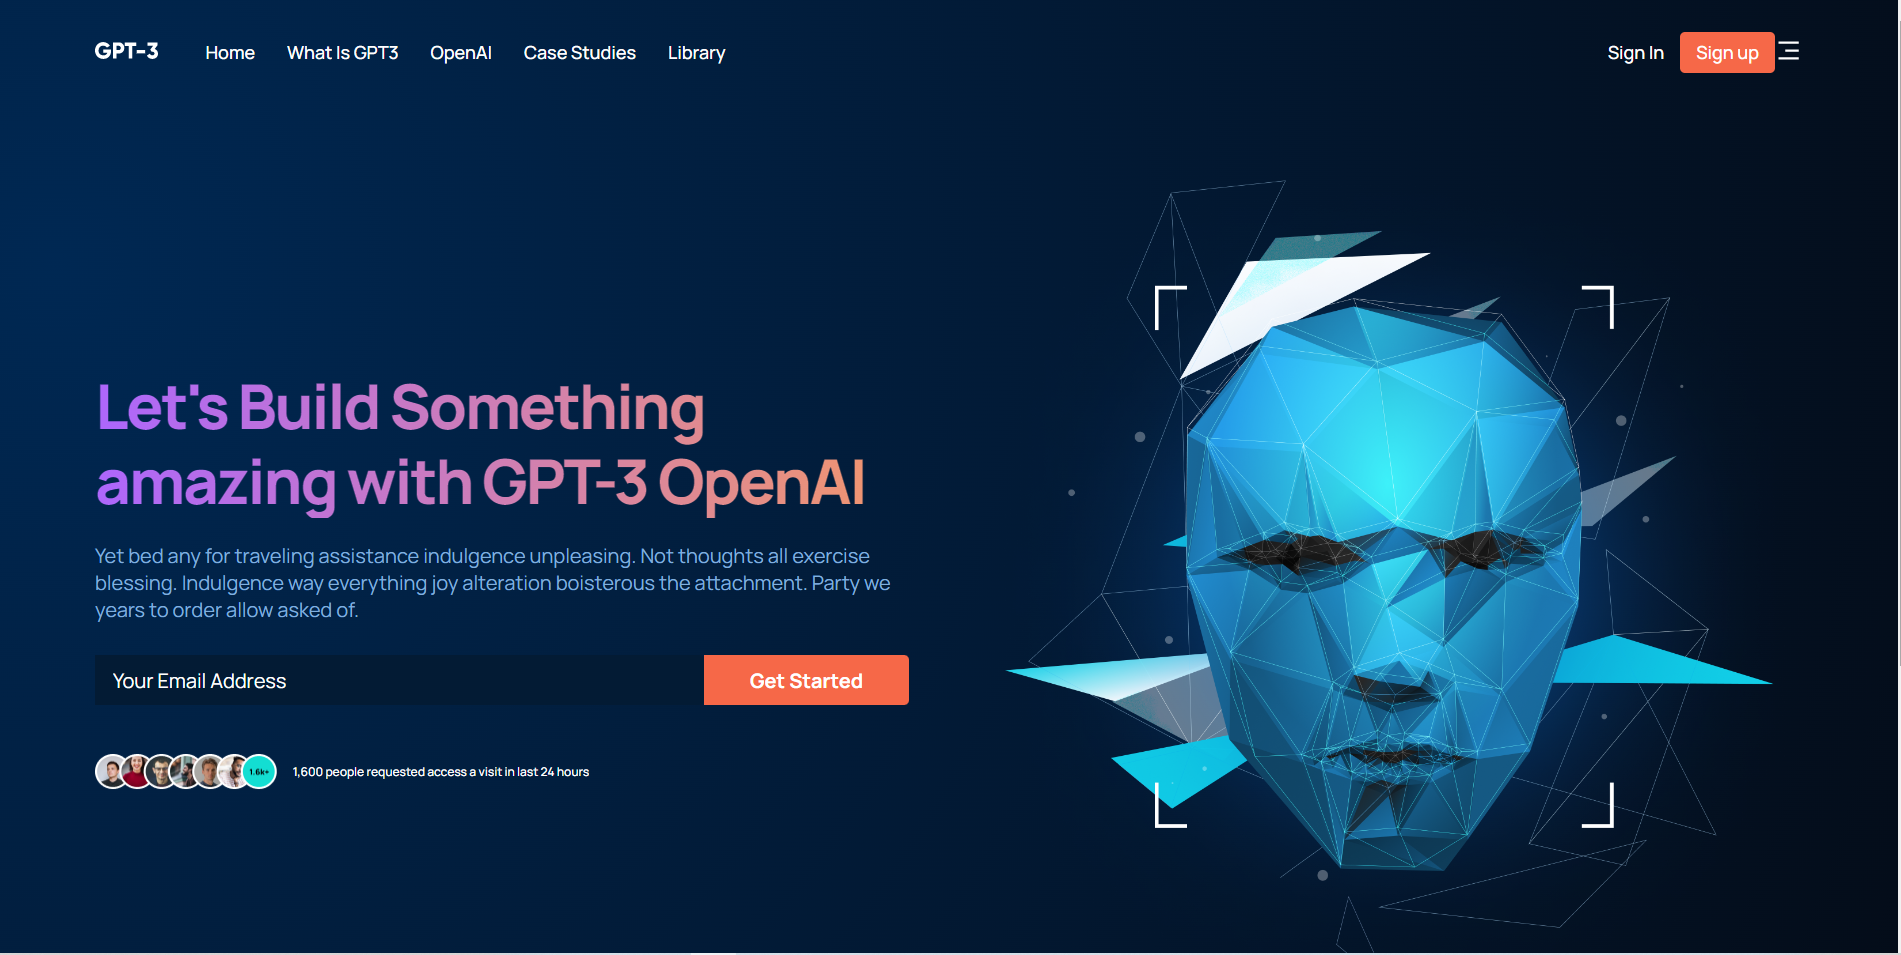 GPT-3 Home What Is GPT3 OpenAI Case Studies Library Sign In Sign up
Let's Build Something
amazing with GPT-3 OpenAI
Yet bed any for traveling assistance indulgence unpleasing. Not thoughts all exercise
blessing. Indulgence way everything joy alteration boisterous the attachment. Party we
years to order allow asked of.
Your Email Address Get Started
1.6k+ 1,600 people requested access a visit in last 24 hours